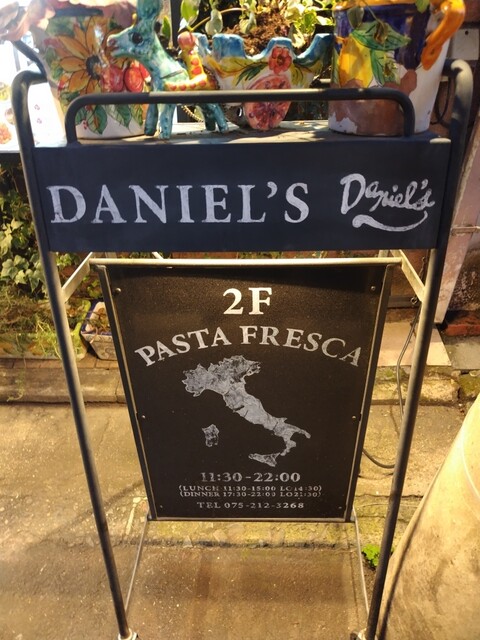 DANIEL'S Daniel's
2F
PASTA FRESCA
11:30-22:00
(LUNCH 11:30-15:00 LO14:30)
(DINNER 17:30-22:00 LO21:30)
TEL 075-212-3268